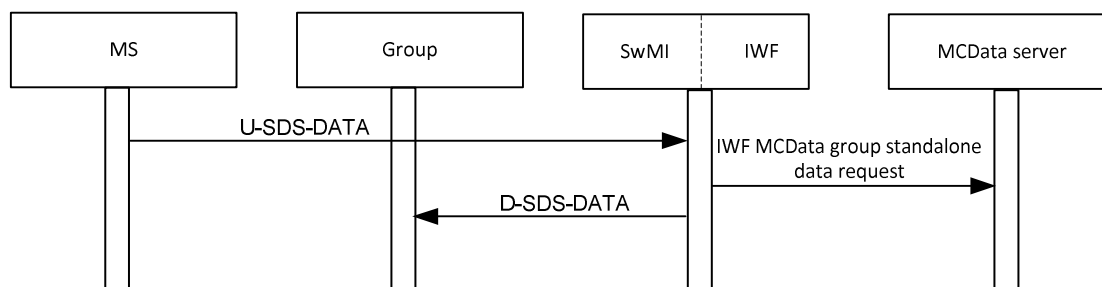 MS
Group
SwMI
IWF
MCData server
U-SDS-DATA
IWF MCData group standalone
data request
D-SDS-DATA